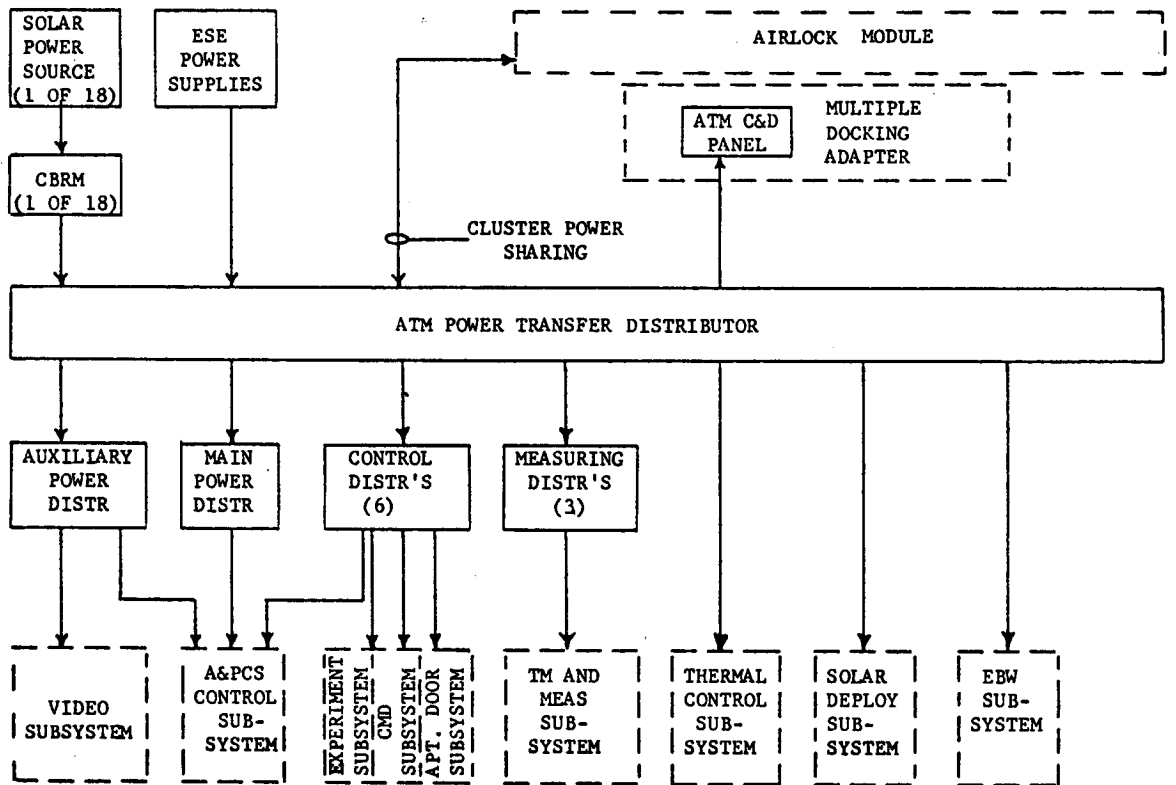 SOLAR
POWER
SOURCE
(1 OF 18)
ESE
POWER
SUPPLIES
AIRLOCK MODULE
ATM C&D
PANEL
MULTIPLE
DOCKING
ADAPTER
CBRM
(1 OF 18)
CLUSTER POWER
SHARING
ATM POWER TRANSFER DISTRIBUTOR
AUXILIARY
POWER
DISTR
MAIN
POWER
DISTR
CONTROL
DISTR'S
(6)
MEASURING
DISTR'S
(3)
VIDEO
SUBSYSTEM
A&PCS
CONTROL
SUB-
SYSTEM
EXPERIMENT
SUBSYSTEM
CMD
SUBSYSTEM
APT. DOOR
SUBSYSTEM
TM AND
MEAS
SUB-
SYSTEM
THERMAL
CONTROL
SUB-
SYSTEM
SOLAR
DEPLOY
SUB-
SYSTEM
EBW
SUB-
SYSTEM